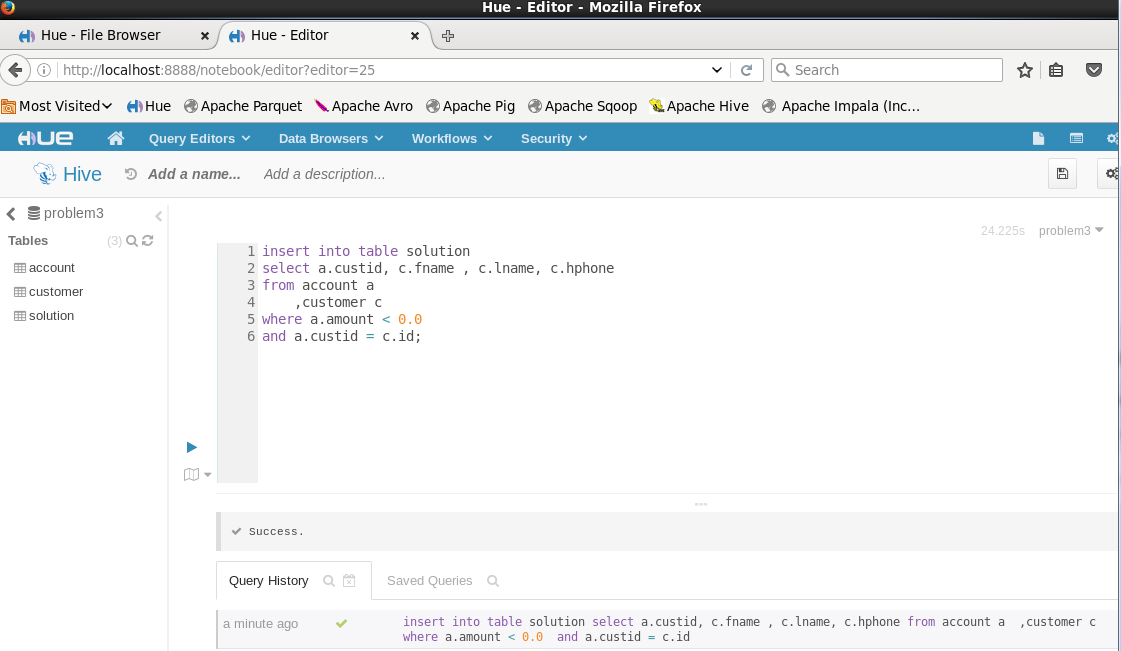 Hue - Editor - Mozilla Firefox
Hue - File Browser
Hue - Editor
http://localhost:8888/notebook/editor?editor=25
Search
Most Visited Hue Apache Parquet Apache Avro Apache Pig Apache Sqoop Apache Hive Apache Impala (Inc...
HUE Query Editors Data Browsers Workflows Security
Hive Add a name... Add a description...
problem3
Tables (3)
account
customer
solution
24.225s problem3
1 insert into table solution
2 select a.custid, c.fname , c.lname, c.hphone
3 from account a
4 ,customer c
5 where a.amount < 0.0
6 and a.custid = c.id;
Success.
Query History Saved Queries
a minute ago insert into table solution select a.custid, c.fname , c.lname, c.hphone from account a ,customer c
where a.amount < 0.0 and a.custid = c.id